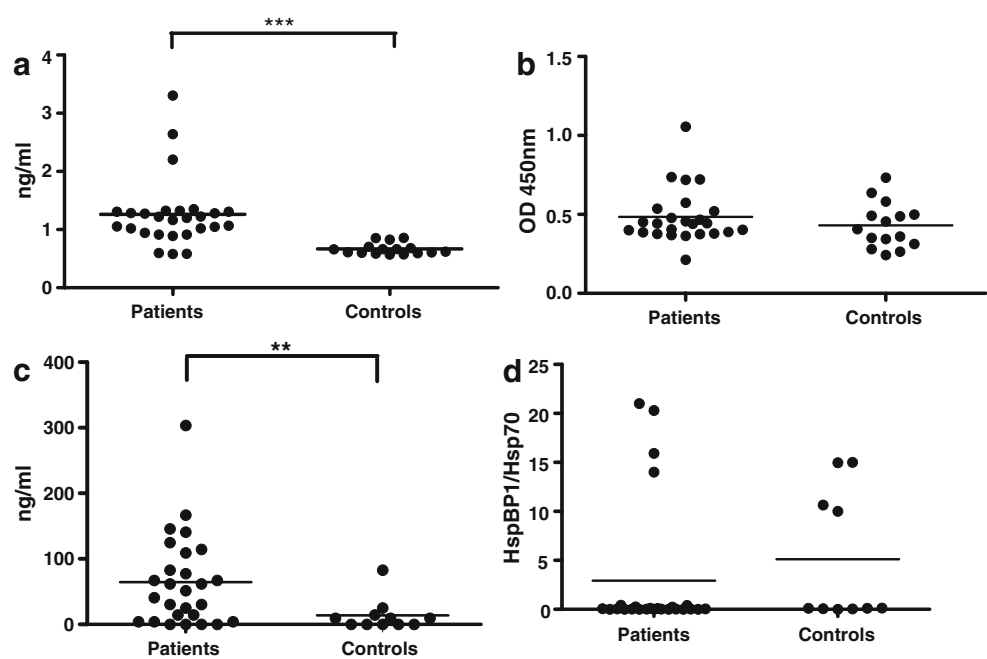 a
***
ng/ml
4
3
2
1
0
Patients Controls
b
OD 450nm
1.5
1.0
0.5
0.0
Patients Controls
c
**
ng/ml
400
300
200
100
0
Patients Controls
d
HspBP1/Hsp70
25
20
15
10
5
0
Patients Controls